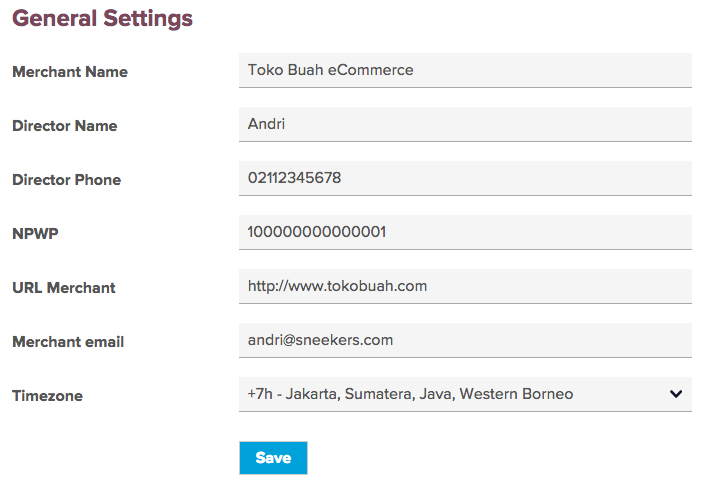 General Settings
Merchant Name Toko Buah eCommerce
Director Name Andri
Director Phone 02112345678
NPWP 100000000000001
URL Merchant http://www.tokobuah.com
Merchant email andri@sneekers.com
Timezone +7h - Jakarta, Sumatera, Java, Western Borneo
Save